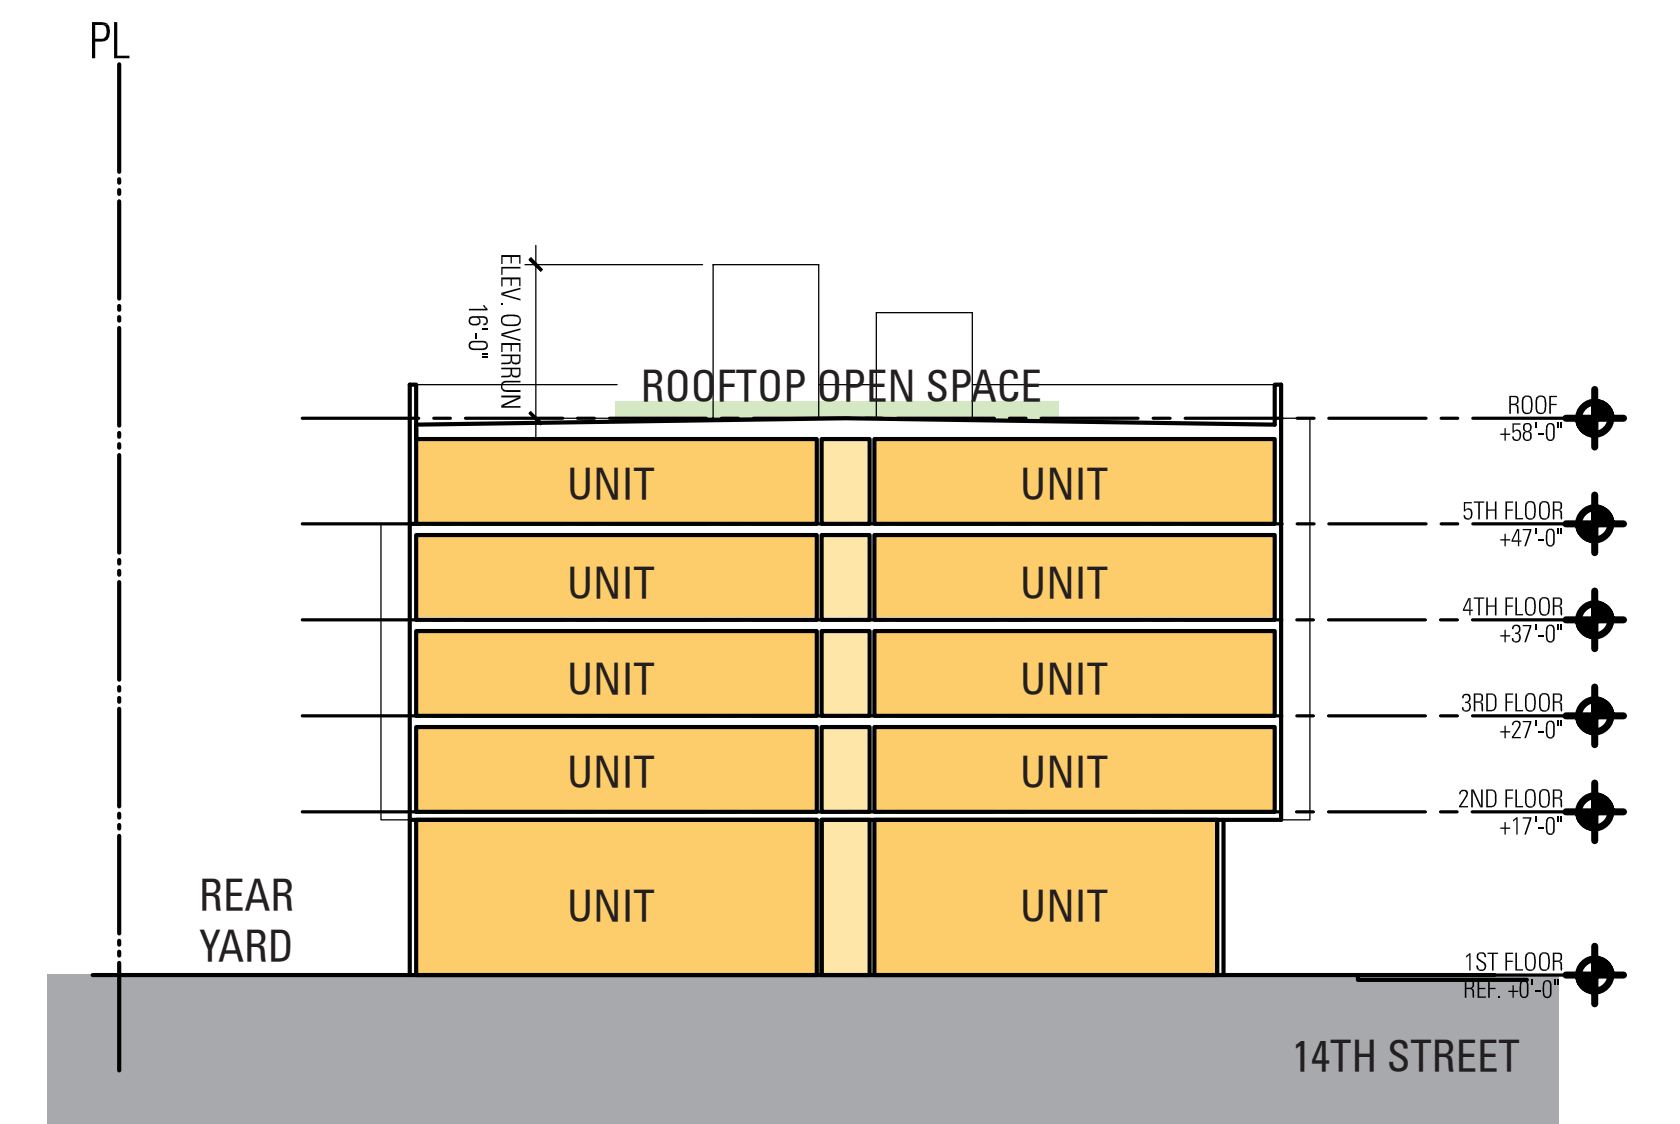 PL
ELEV. OVERRUN
16'-0"
ROOFTOP OPEN SPACE
ROOF
+58'-0"
UNIT
UNIT
5TH FLOOR
+47'-0"
UNIT
UNIT
4TH FLOOR
+37'-0"
UNIT
UNIT
3RD FLOOR
+27'-0"
UNIT
UNIT
2ND FLOOR
+17'-0"
REAR
YARD
UNIT
UNIT
1ST FLOOR
REF. +0'-0"
14TH STREET